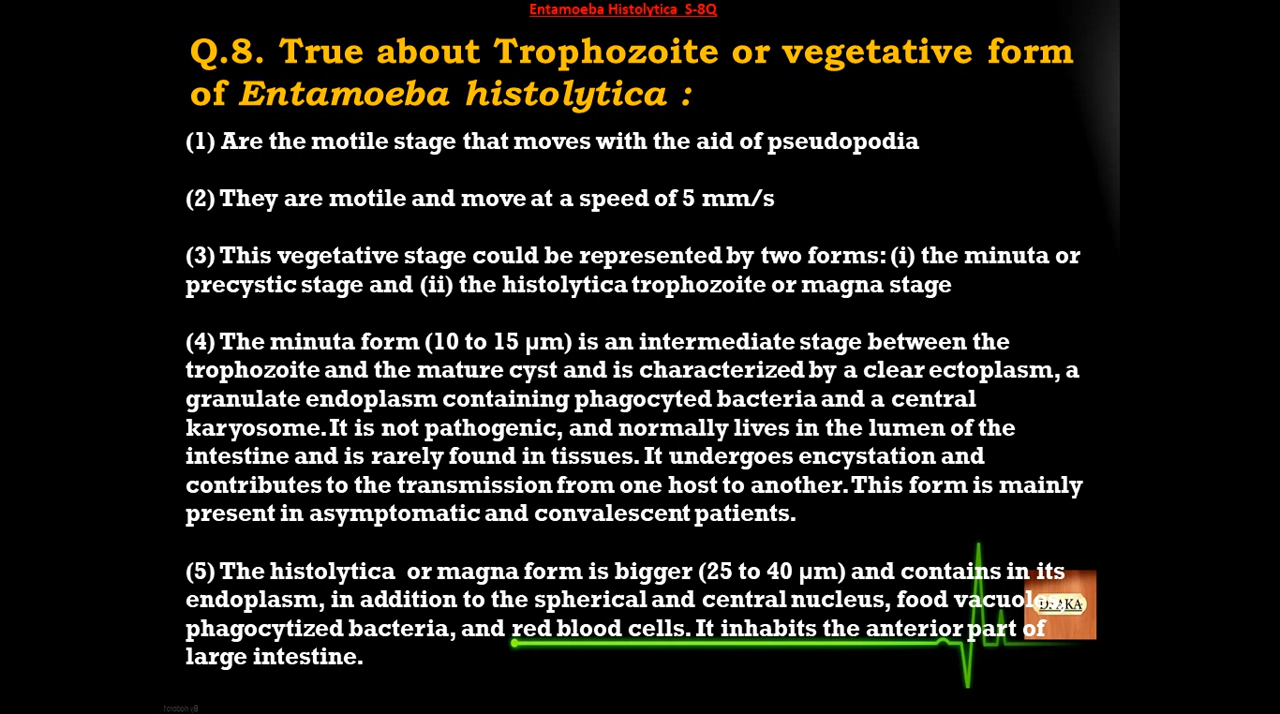 Entamoeba Histolytica S-8Q
Q.8. True about Trophozoite or vegetative form
of Entamoeba histolytica :
(1) Are the motile stage that moves with the aid of pseudopodia
(2) They are motile and move at a speed of 5 mm/s
(3) This vegetative stage could be represented by two forms: (i) the minuta or
precystic stage and (ii) the histolytica trophozoite or magna stage
(4) The minuta form (10 to 15 µm) is an intermediate stage between the
trophozoite and the mature cyst and is characterized by a clear ectoplasm, a
granulate endoplasm containing phagocyted bacteria and a central
karyosome. It is not pathogenic, and normally lives in the lumen of the
intestine and is rarely found in tissues. It undergoes encystation and
contributes to the transmission from one host to another. This form is mainly
present in asymptomatic and convalescent patients.
(5) The histolytica or magna form is bigger (25 to 40 µm) and contains in its
endoplasm, in addition to the spherical and central nucleus, food vacuoles,
phagocytized bacteria, and red blood cells. It inhabits the anterior part of
large intestine.